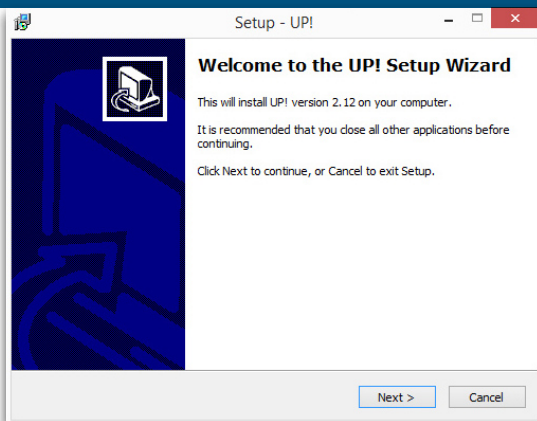 Setup - UP!
Welcome to the UP! Setup Wizard
This will install UP! version 2.12 on your computer.
It is recommended that you close all other applications before
continuing.
Click Next to continue, or Cancel to exit Setup.
Next >
Cancel